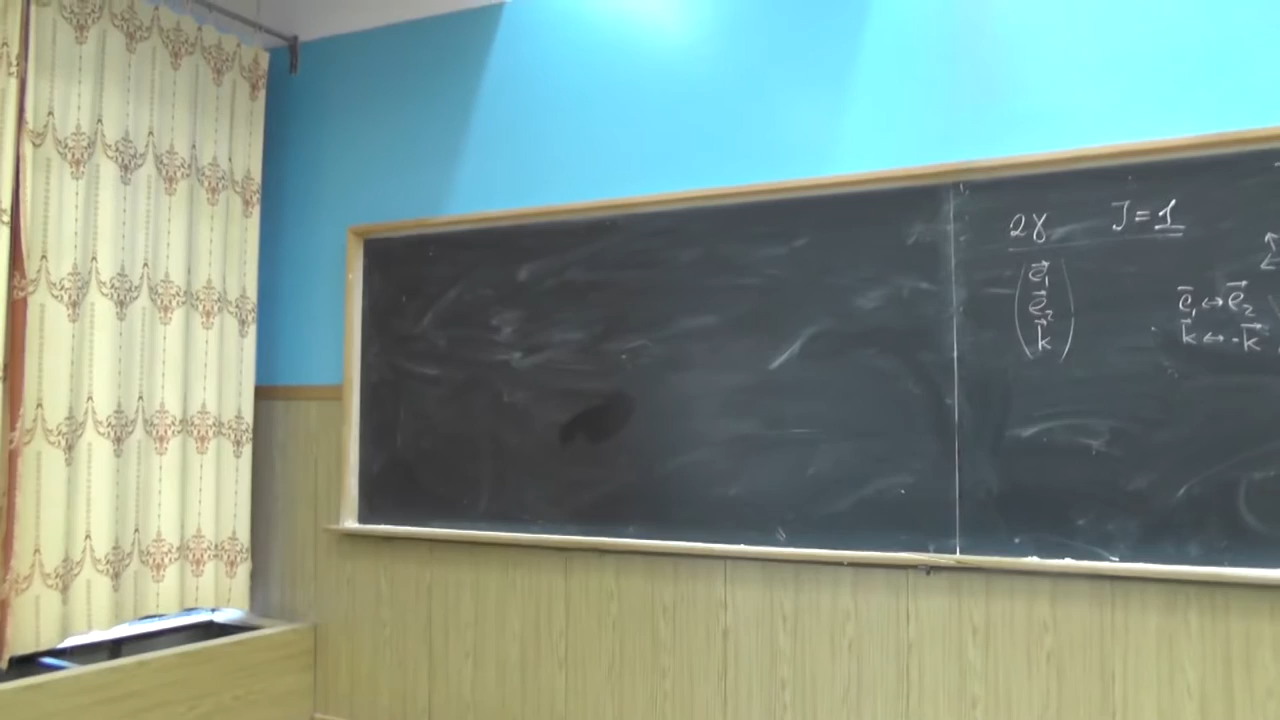 2γ J = 1
e⃗₁
e⃗₂
k⃗
e⃗₁ ↔ e⃗₂
k⃗ ↔ -k⃗